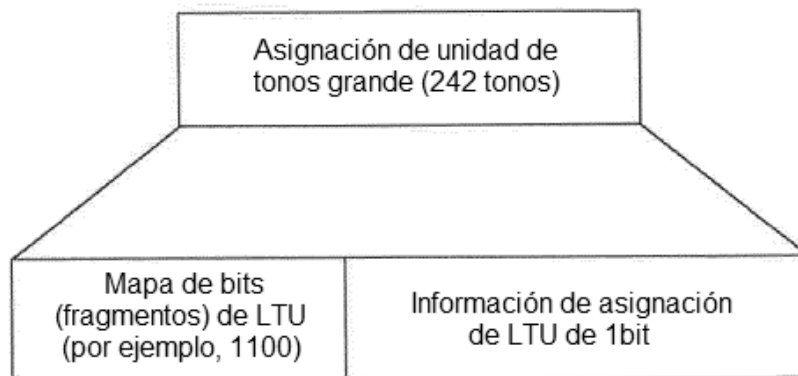 Asignación de unidad de
tonos grande (242 tonos)
Mapa de bits
(fragmentos) de LTU
(por ejemplo, 1100)
Información de asignación
de LTU de 1bit